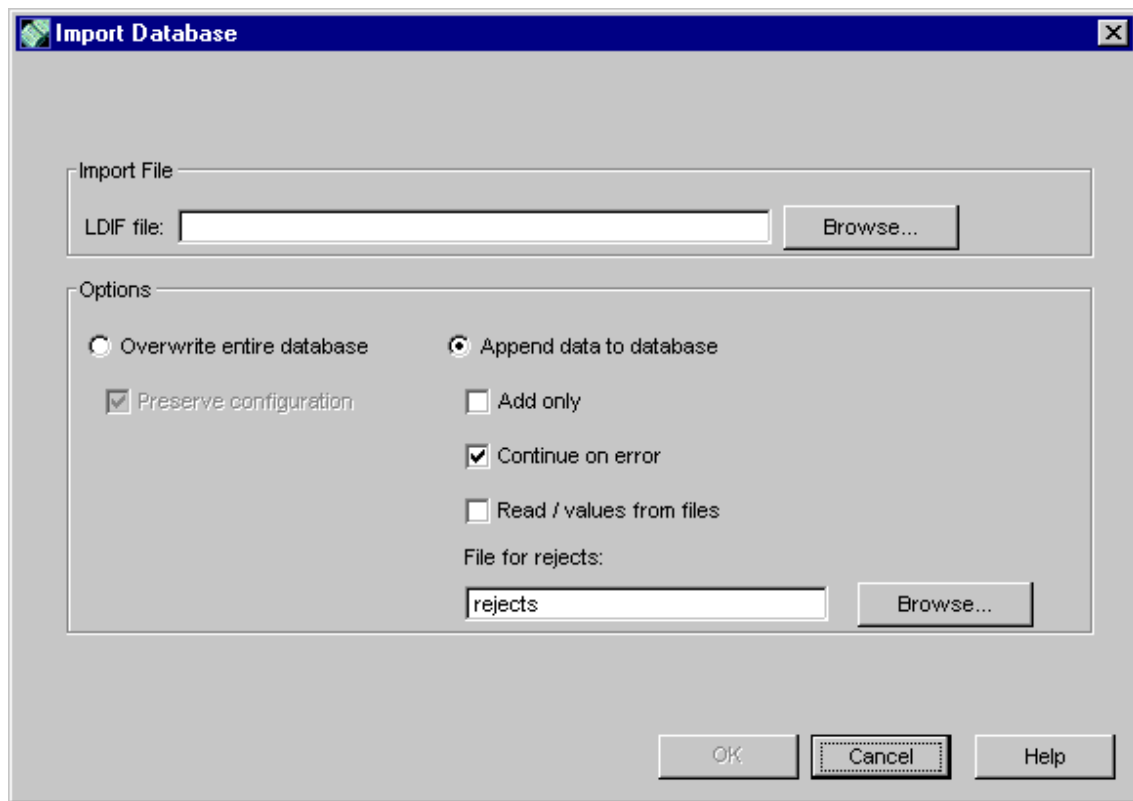 Import Database
Import File
LDIF file: Browse...
Options
Overwrite entire database Append data to database
Preserve configuration Add only
Continue on error
Read / values from files
File for rejects:
rejects Browse...
OK Cancel Help